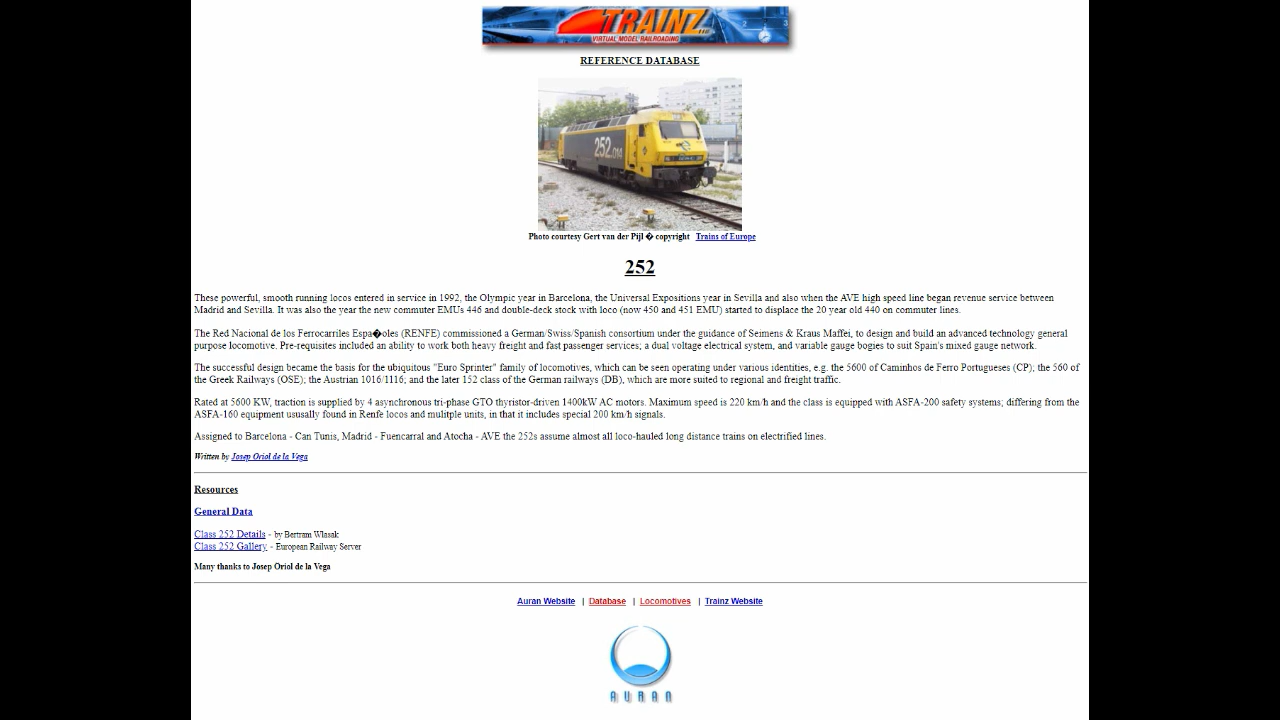 TRAINZ
VIRTUAL MODEL RAILROADING
REFERENCE DATABASE
252.014
Photo courtesy Gert van der Pijl � copyright Trains of Europe
252
These powerful, smooth running locos entered in service in 1992, the Olympic year in Barcelona, the Universal Expositions year in Sevilla and also when the AVE high speed line began revenue service between
Madrid and Sevilla. It was also the year the new commuter EMUs 446 and double-deck stock with loco (now 450 and 451 EMU) started to displace the 20 year old 440 on commuter lines.
The Red Nacional de los Ferrocarriles Espa�oles (RENFE) commissioned a German/Swiss/Spanish consortium under the guidance of Seimens & Kraus Maffei, to design and build an advanced technology general
purpose locomotive. Pre-requisites included an ability to work both heavy freight and fast passenger services; a dual voltage electrical system, and variable gauge bogies to suit Spain's mixed gauge network.
The successful design became the basis for the ubiquitous "Euro Sprinter" family of locomotives, which can be seen operating under various identities, e.g. the 5600 of Caminhos de Ferro Portugueses (CP); the 560 of
the Greek Railways (OSE); the Austrian 1016/1116; and the later 152 class of the German railways (DB), which are more suited to regional and freight traffic.
Rated at 5600 KW, traction is supplied by 4 asynchronous tri-phase GTO thyristor-driven 1400kW AC motors. Maximum speed is 220 km/h and the class is equipped with ASFA-200 safety systems; differing from the
ASFA-160 equipment ususally found in Renfe locos and mulitple units, in that it includes special 200 km/h signals.
Assigned to Barcelona - Can Tunis, Madrid - Fuencarral and Atocha - AVE the 252s assume almost all loco-hauled long distance trains on electrified lines.
Written by Josep Oriol de la Vega
Resources
General Data
Class 252 Details - by Bertram Wlasak
Class 252 Gallery - European Railway Server
Many thanks to Josep Oriol de la Vega
Auran Website | Database | Locomotives | Trainz Website
AURAN